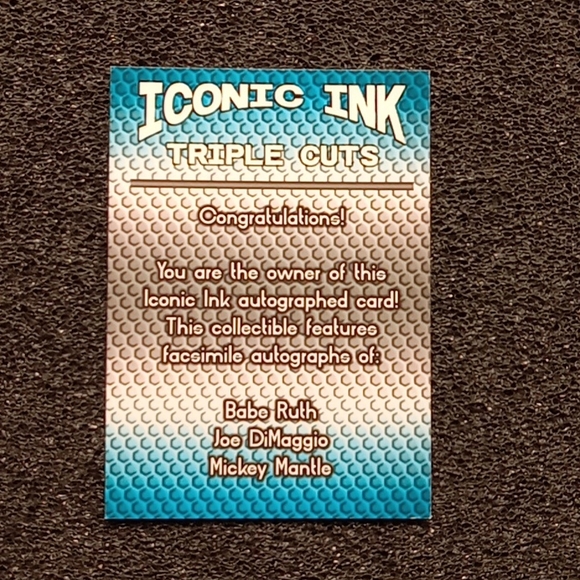 ICONIC INK
TRIPLE CUTS
Congratulations!
You are the owner of this
Iconic Ink autographed card!
This collectible features
facsimile autographs of:
Babe Ruth
Joe DiMaggio
Mickey Mantle